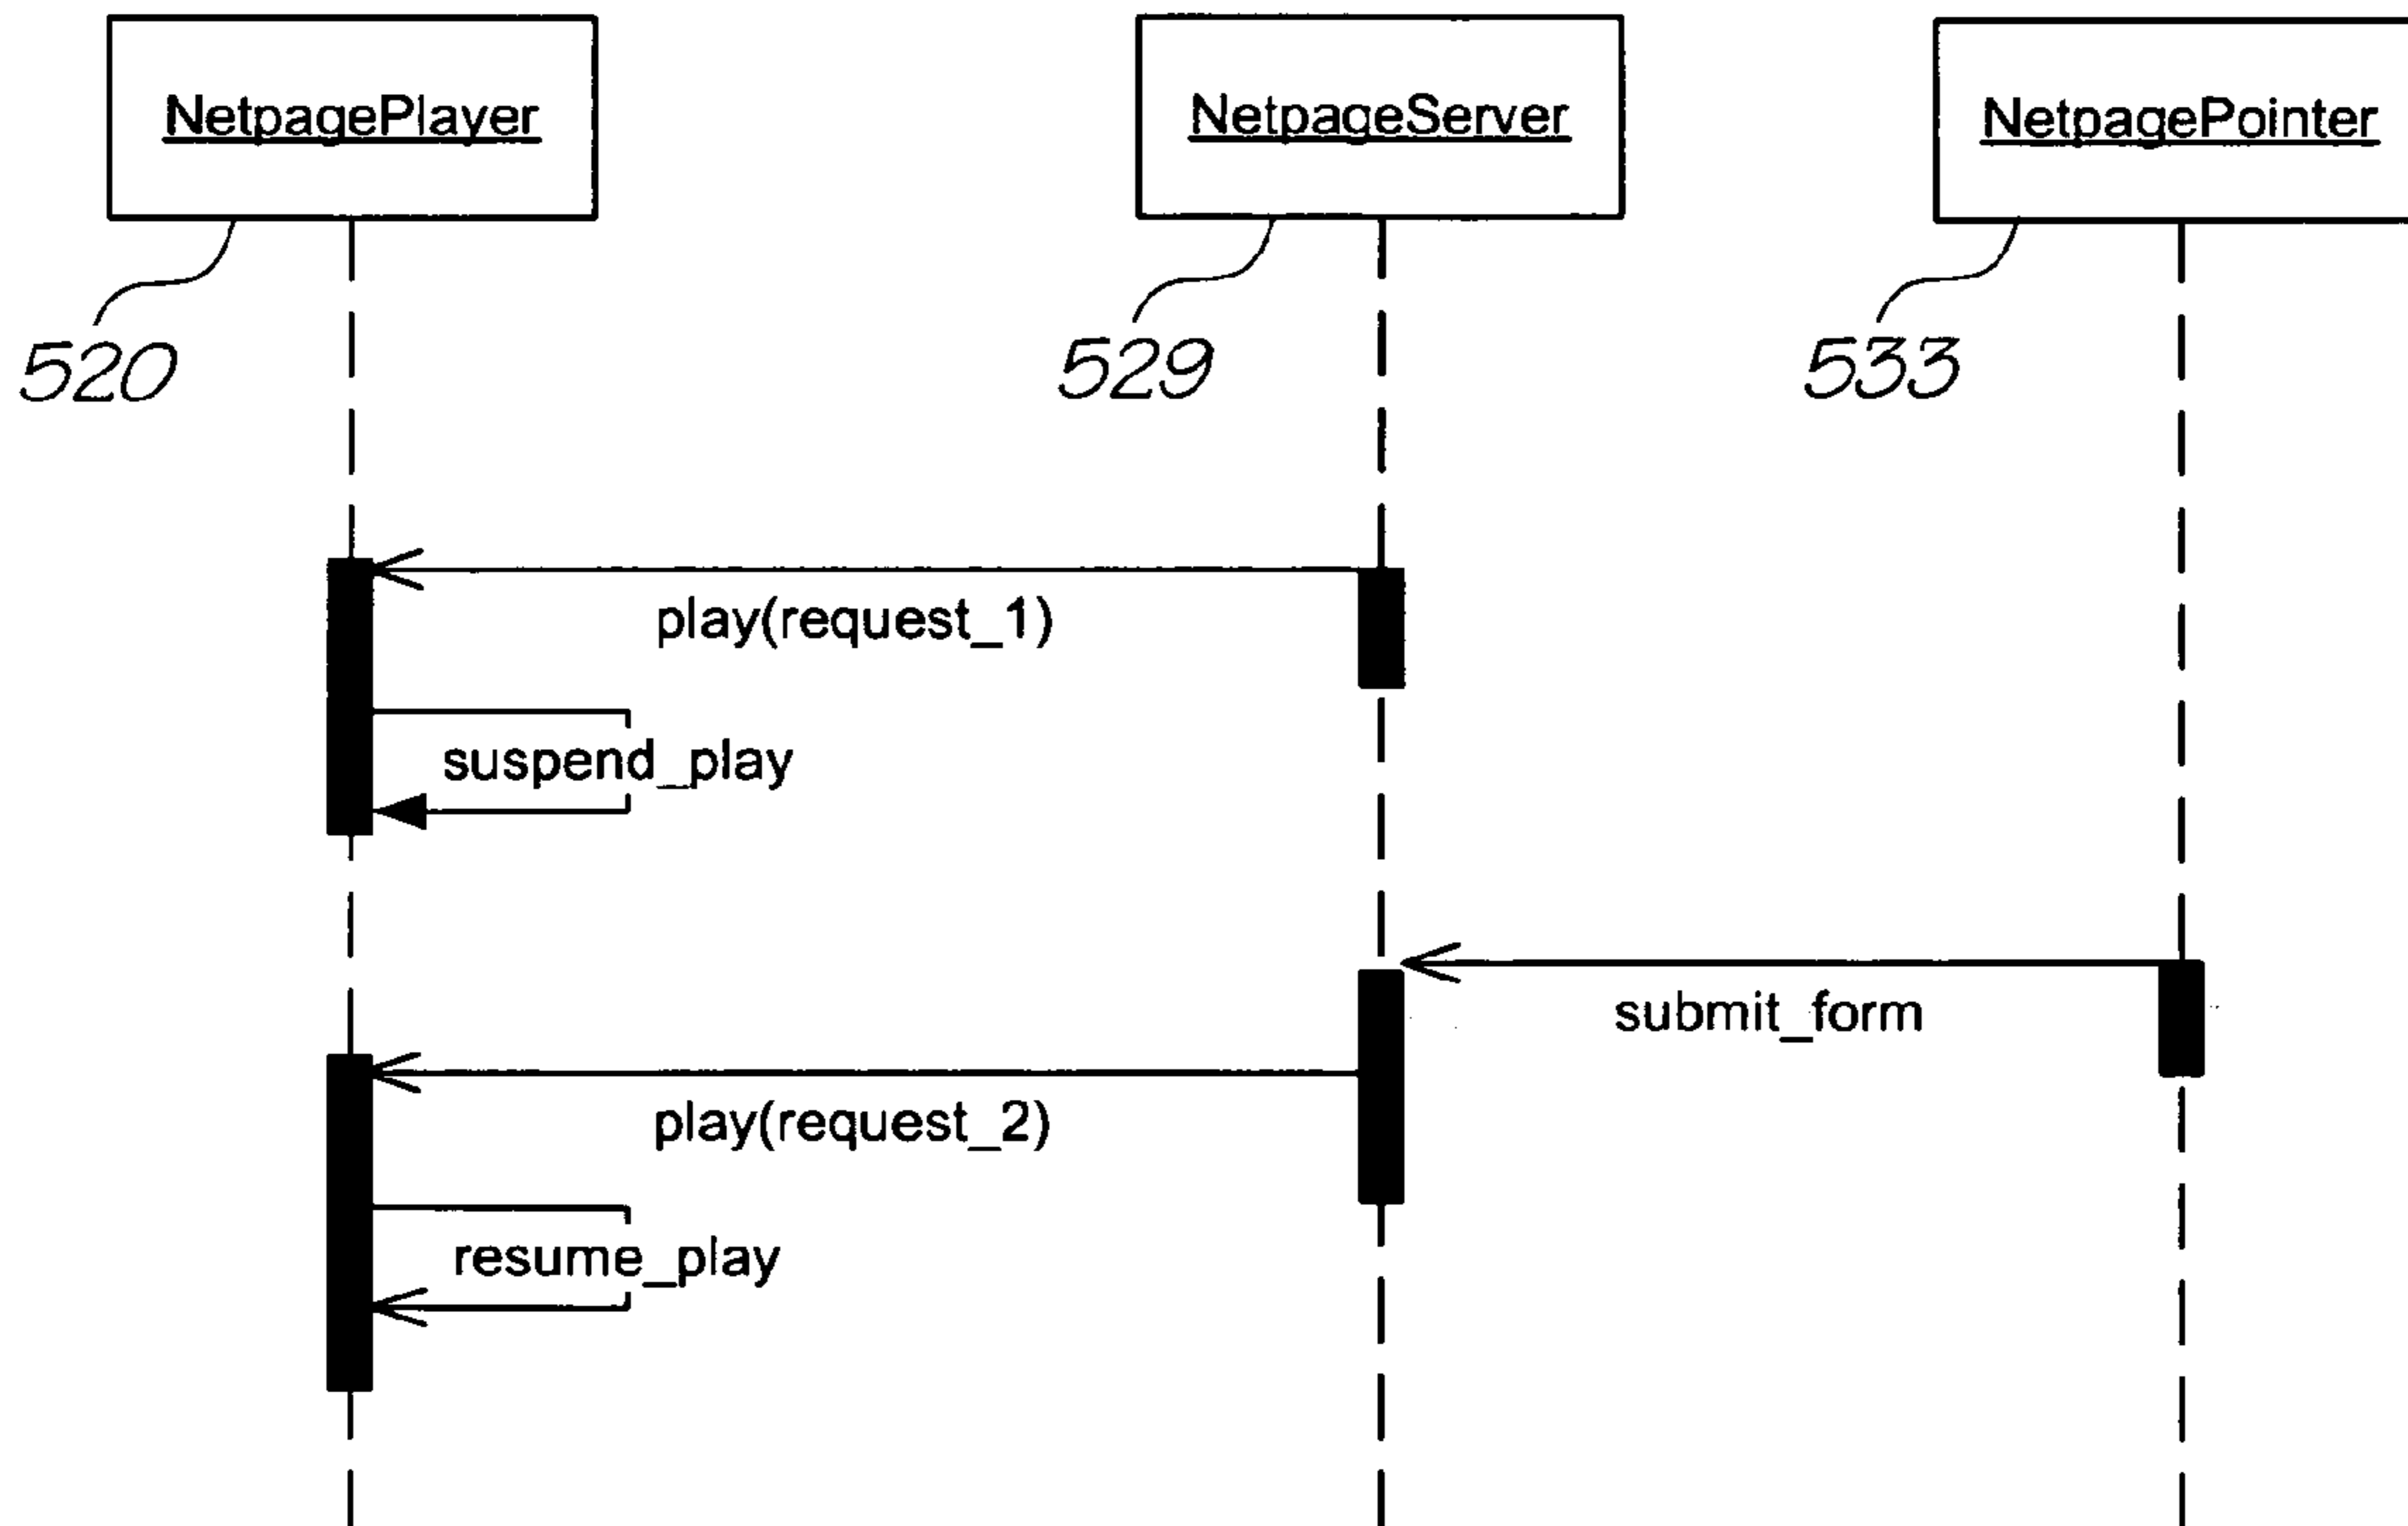 NetpagePlayer
NetpageServer
NetpagePointer
520
529
533
play(request_1)
suspend_play
submit_form
play(request_2)
resume_play